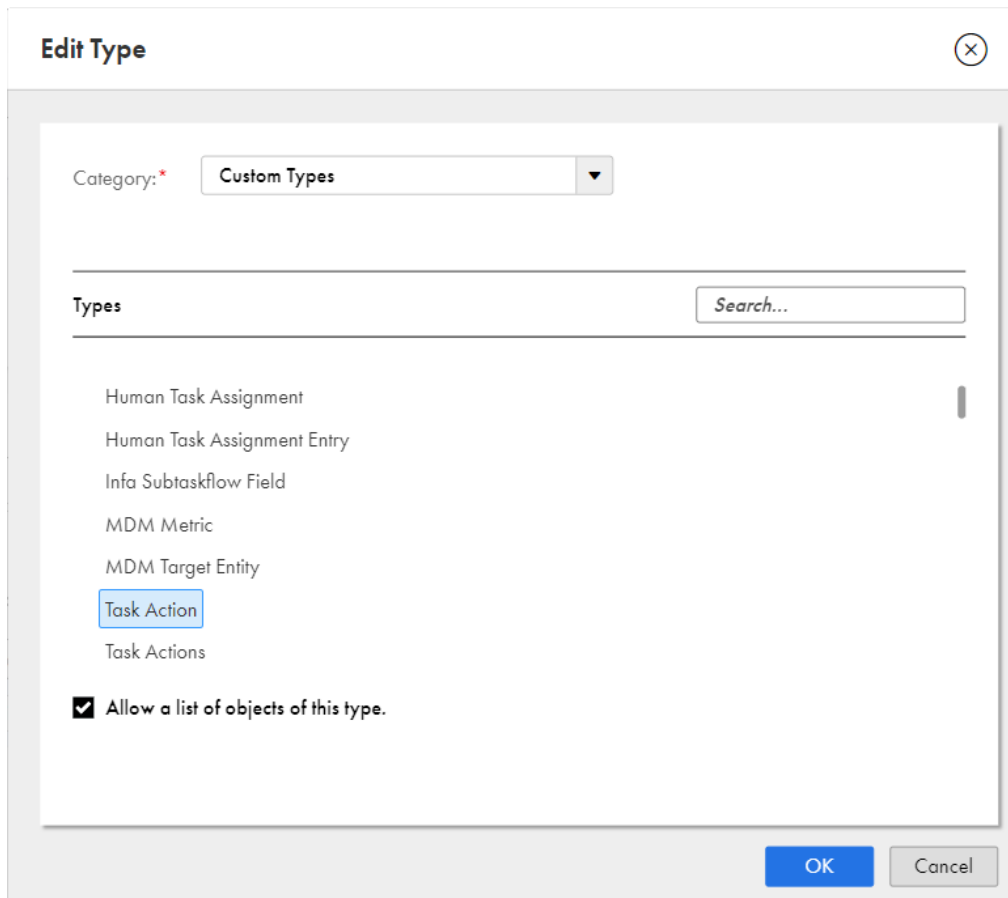 Edit Type
Category:* Custom Types
Types Search...
Human Task Assignment
Human Task Assignment Entry
Infa Subtaskflow Field
MDM Metric
MDM Target Entity
Task Action
Task Actions
Allow a list of objects of this type.
OK Cancel